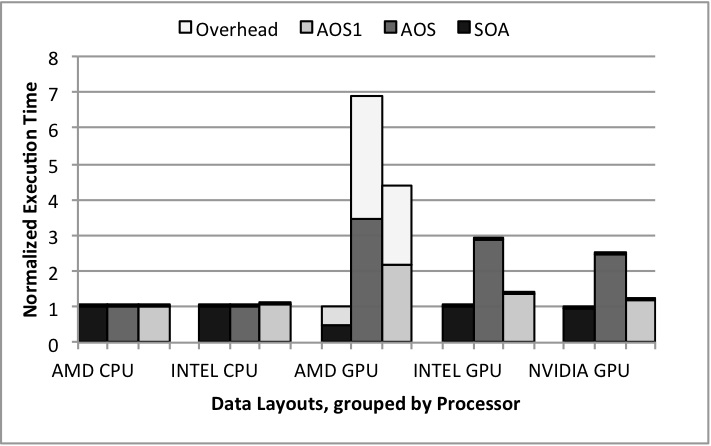 Overhead AOS1 AOS SOA
8
7
6
5
4
3
2
1
0
Normalized Execution Time
AMD CPU INTEL CPU AMD GPU INTEL GPU NVIDIA GPU
Data Layouts, grouped by Processor